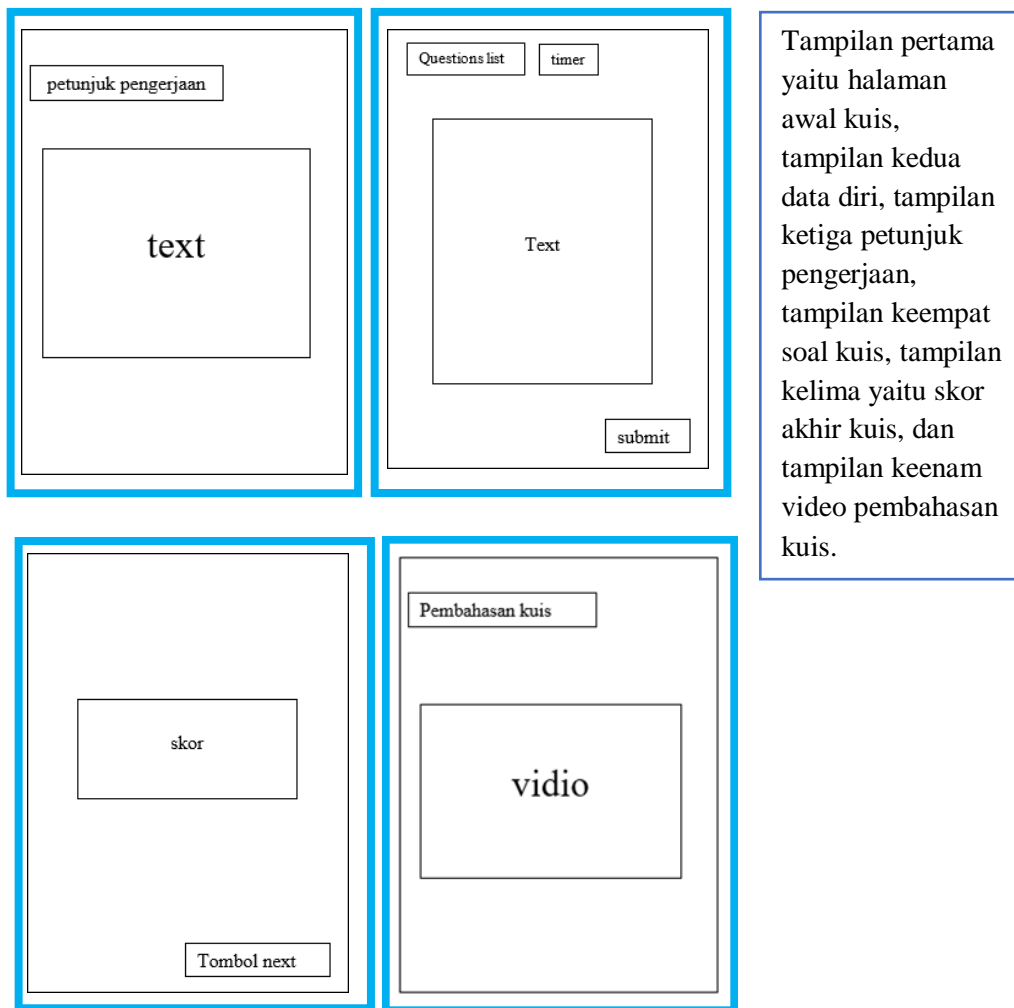 petunjuk pengerjaan
text
Questions list
timer
Text
submit
Tampilan pertama
yaitu halaman
awal kuis,
tampilan kedua
data diri, tampilan
ketiga petunjuk
pengerjaan,
tampilan keempat
soal kuis, tampilan
kelima yaitu skor
akhir kuis, dan
tampilan keenam
video pembahasan
kuis.
skor
Tombol next
Pembahasan kuis
vidio